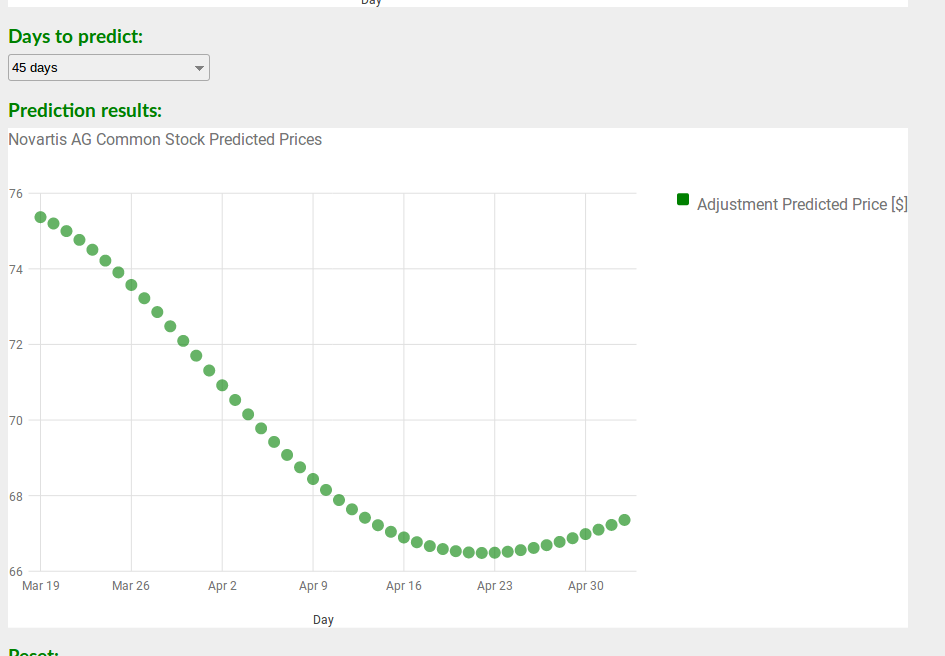 Day
Days to predict:
45 days
Prediction results:
Novartis AG Common Stock Predicted Prices
76
Adjustment Predicted Price [$]
74
72
70
68
66
Mar 19 Mar 26 Apr 2 Apr 9 Apr 16 Apr 23 Apr 30
Day
Reset: